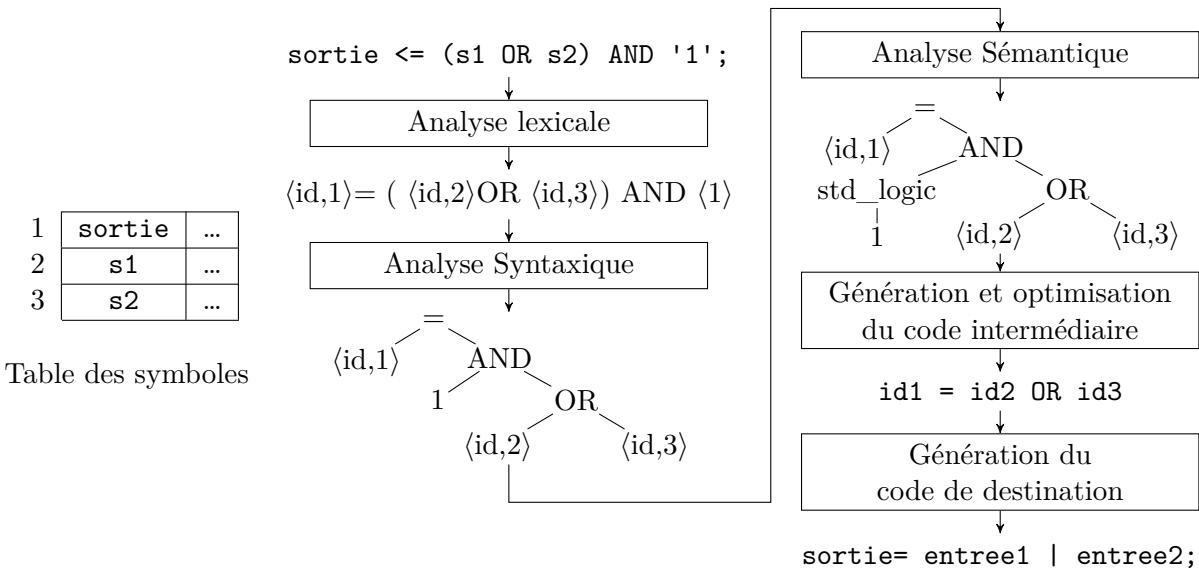 sortie <= (s1 OR s2) AND '1';
Analyse lexicale
⟨id,1⟩= ( ⟨id,2⟩OR ⟨id,3⟩) AND ⟨1⟩
Analyse Syntaxique
=
⟨id,1⟩ AND
1 OR
⟨id,2⟩ ⟨id,3⟩
1 sortie ...
2 s1 ...
3 s2 ...
Table des symboles
Analyse Sémantique
=
⟨id,1⟩ AND
std_logic OR
1 ⟨id,2⟩ ⟨id,3⟩
Génération et optimisation
du code intermédiaire
id1 = id2 OR id3
Génération du
code de destination
sortie= entree1 | entree2;